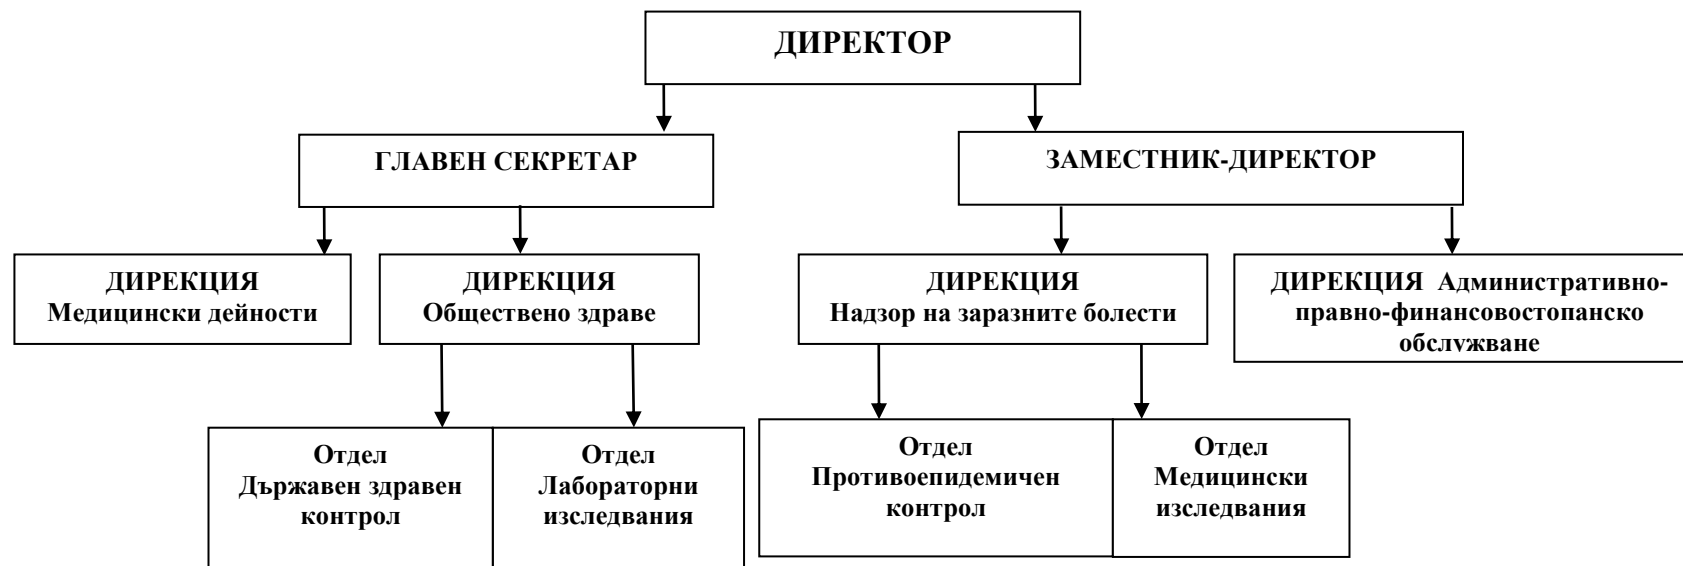 ДИРЕКТОР
ГЛАВЕН СЕКРЕТАР
ЗАМЕСТНИК-ДИРЕКТОР
ДИРЕКЦИЯ
Медицински дейности
ДИРЕКЦИЯ
Обществено здраве
ДИРЕКЦИЯ
Надзор на заразните болести
ДИРЕКЦИЯ Административно-
правно-финансовостопанско
обслужване
Отдел
Държавен здравен
контрол
Отдел
Лабораторни
изследвания
Отдел
Противоепидемичен
контрол
Отдел
Медицински
изследвания